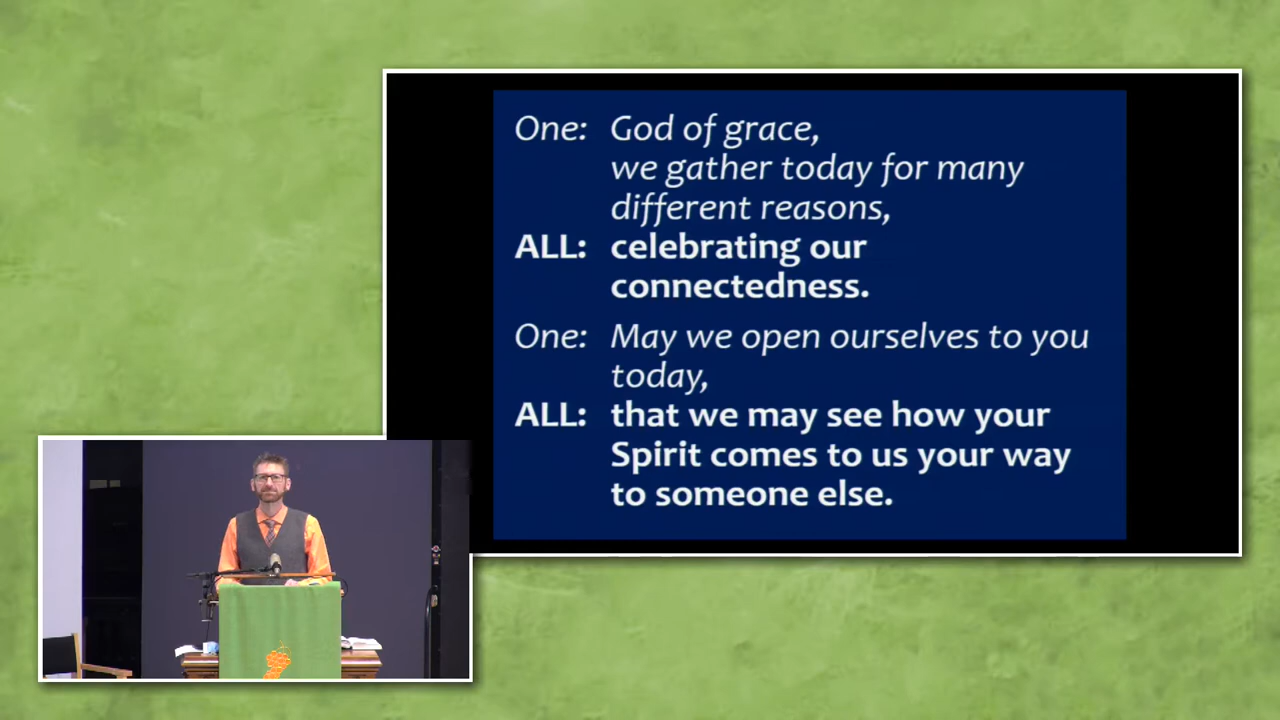 One: God of grace,
we gather today for many
different reasons,
ALL: celebrating our
connectedness.
One: May we open ourselves to you
today,
ALL: that we may see how your
Spirit comes to us your way
to someone else.